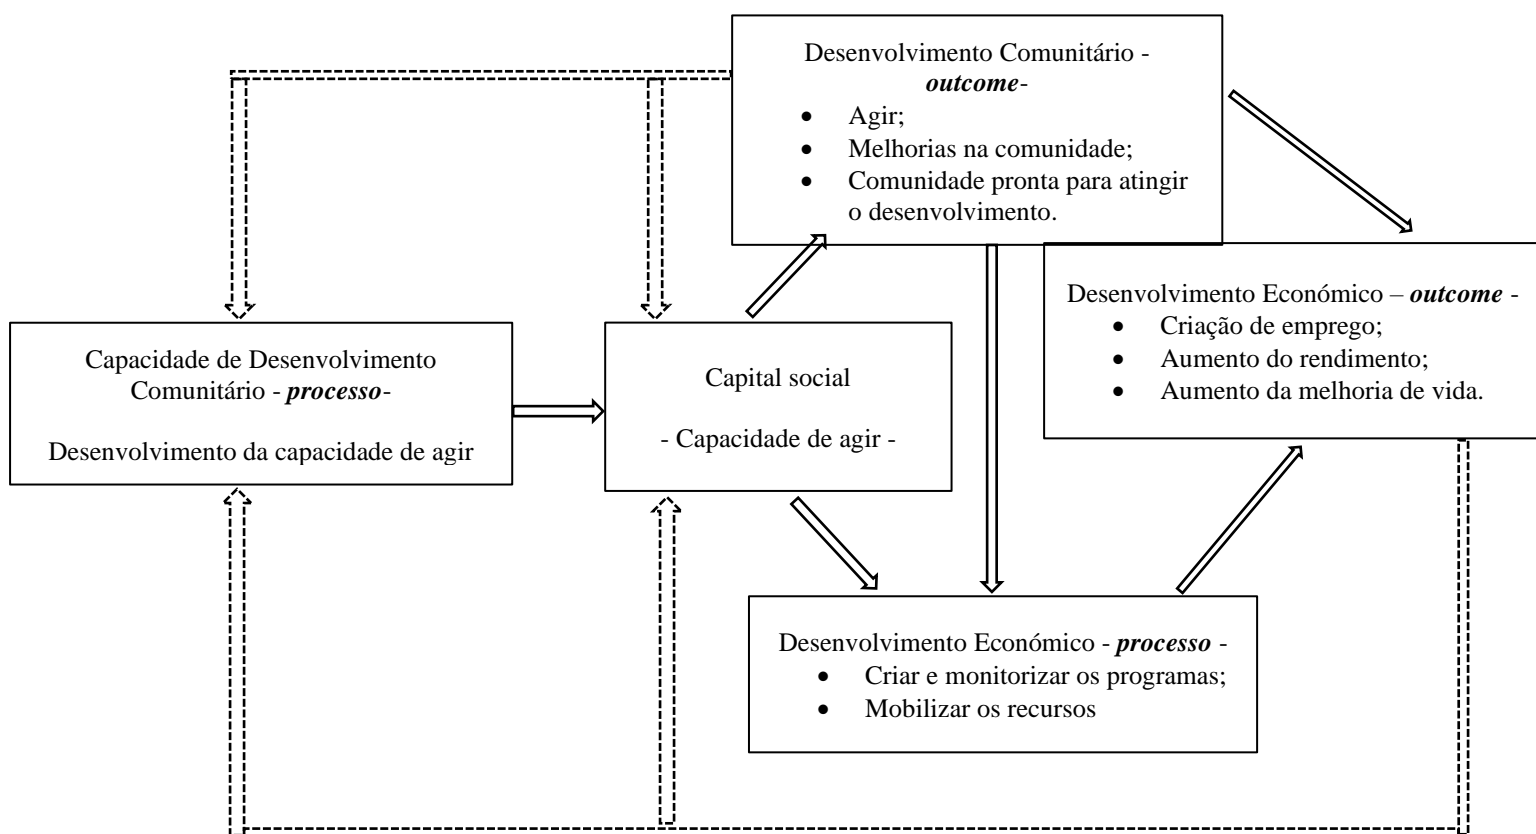 Desenvolvimento Comunitário -
outcome-
• Agir;
• Melhorias na comunidade;
• Comunidade pronta para atingir
o desenvolvimento.
Desenvolvimento Económico – outcome -
• Criação de emprego;
• Aumento do rendimento;
• Aumento da melhoria de vida.
Capacidade de Desenvolvimento
Comunitário - processo-
Desenvolvimento da capacidade de agir
Capital social
- Capacidade de agir -
Desenvolvimento Económico - processo -
• Criar e monitorizar os programas;
• Mobilizar os recursos